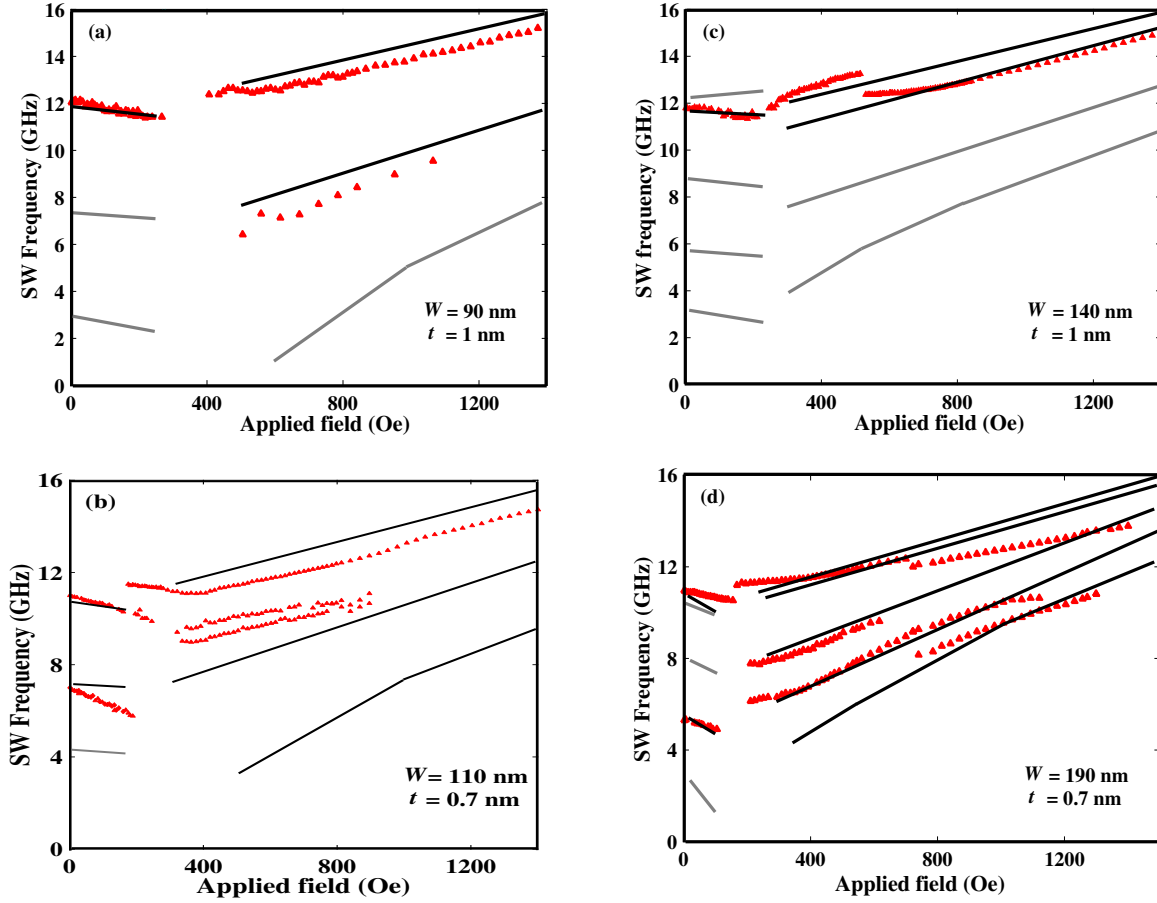 (a)
16
14
12
10
8
6
4
2
0
SW Frequency (GHz)
W = 90 nm
t = 1 nm
0 400 800 1200
Applied field (Oe)
(c)
16
14
12
10
8
6
4
2
0
SW frequency (GHz)
W = 140 nm
t = 1 nm
0 400 800 1200
Applied field (Oe)
(b)
16
12
8
4
0
SW Frequency (GHz)
W = 110 nm
t = 0.7 nm
0 400 800 1200
Applied field (Oe)
(d)
16
12
8
4
0
SW Frequency (GHz)
W = 190 nm
t = 0.7 nm
0 400 800 1200
Applied field (Oe)